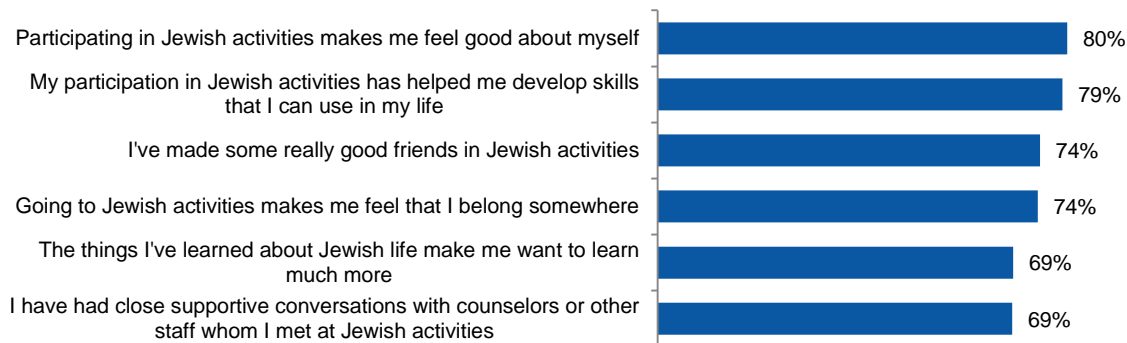 Participating in Jewish activities makes me feel good about myself
80%
My participation in Jewish activities has helped me develop skills
that I can use in my life
79%
I've made some really good friends in Jewish activities
74%
Going to Jewish activities makes me feel that I belong somewhere
74%
The things I've learned about Jewish life make me want to learn
much more
69%
I have had close supportive conversations with counselors or other
staff whom I met at Jewish activities
69%